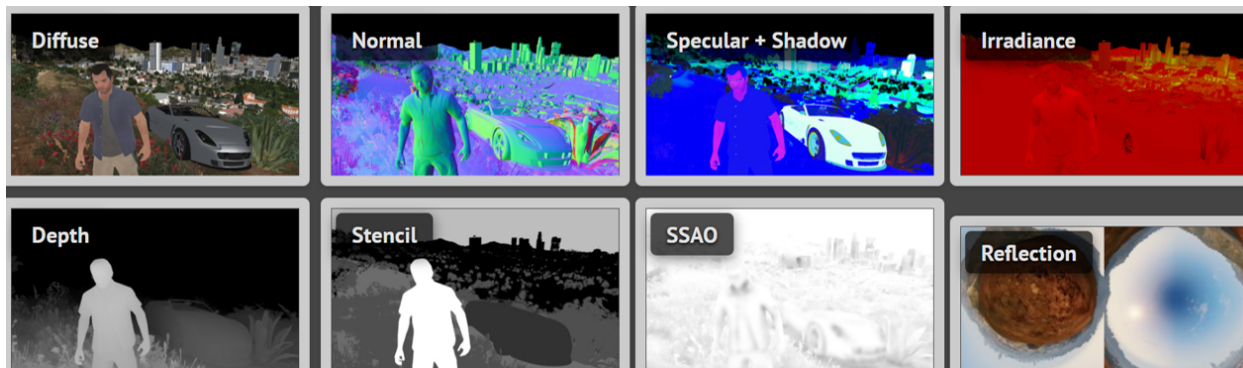 Diffuse
Normal
Specular + Shadow
Irradiance
Depth
Stencil
SSAO
Reflection